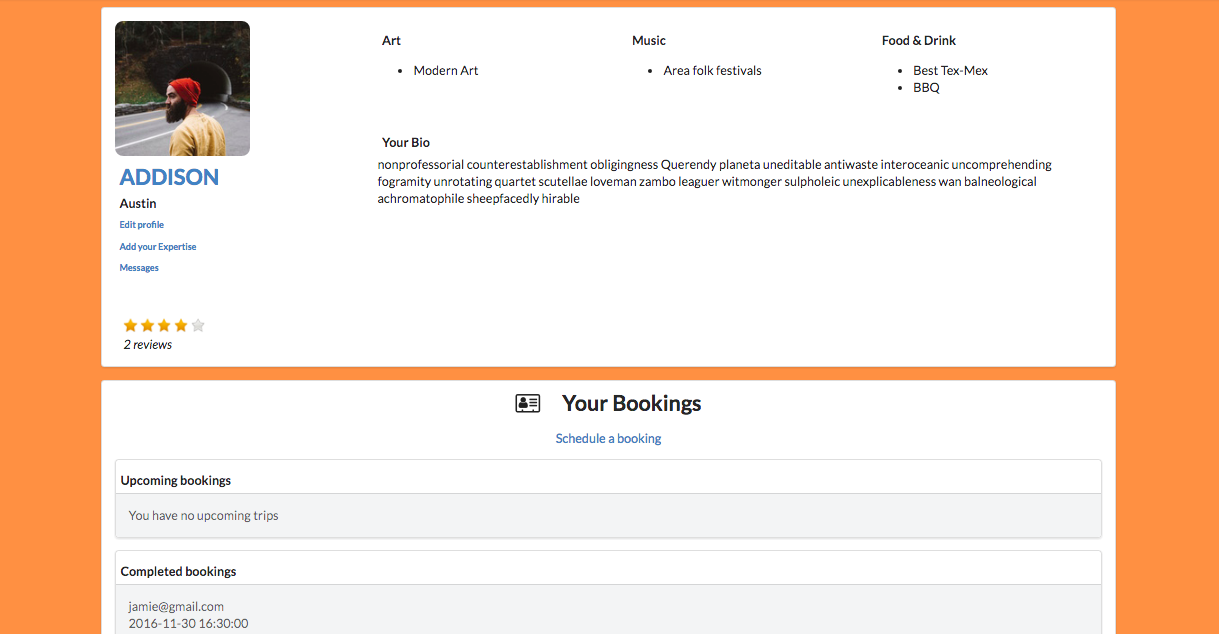 ADDISON
Austin
Edit profile
Add your Expertise
Messages
2 reviews
Art
Modern Art
Music
Area folk festivals
Food & Drink
Best Tex-Mex
BBQ
Your Bio
nonprofessorial counterestablishment obligingness Querendy planeta uneditable antiwaste interoceanic uncomprehending
fogramity unrotating quartet scutellae loveman zambo leaguer witmonger sulpholeic unexplicableness wan balneological
achromatophile sheepfacedly hirable
Your Bookings
Schedule a booking
Upcoming bookings
You have no upcoming trips
Completed bookings
jamie@gmail.com
2016-11-30 16:30:00